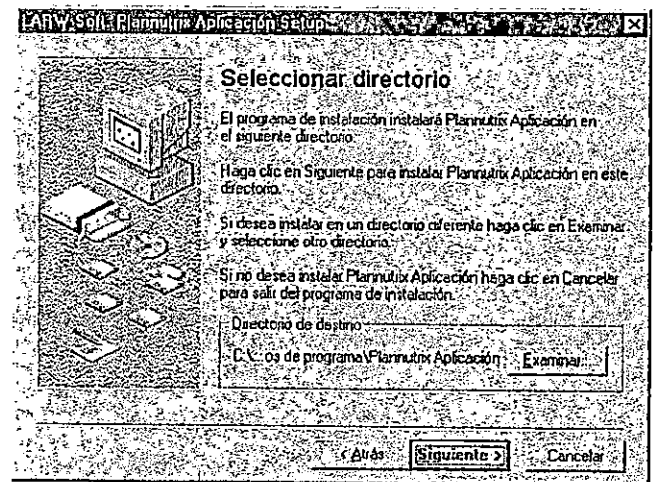 LARW Soft. Plannutrix Aplicación Setup
Seleccionar directorio
El programa de instalación instalará Plannutrix Aplicación en
el siguiente directorio.
Haga clic en Siguiente para instalar Plannutrix Aplicación en este
directorio.
Si desea instalar en un directorio diferente haga clic en Examinar
y seleccione otro directorio.
Si no desea instalar Plannutrix Aplicación haga clic en Cancelar
para salir del programa de instalación.
Directorio de destino
C:\...os de programa\Plannutrix Aplicación
Examinar...
< Atrás
Siguiente >
Cancelar